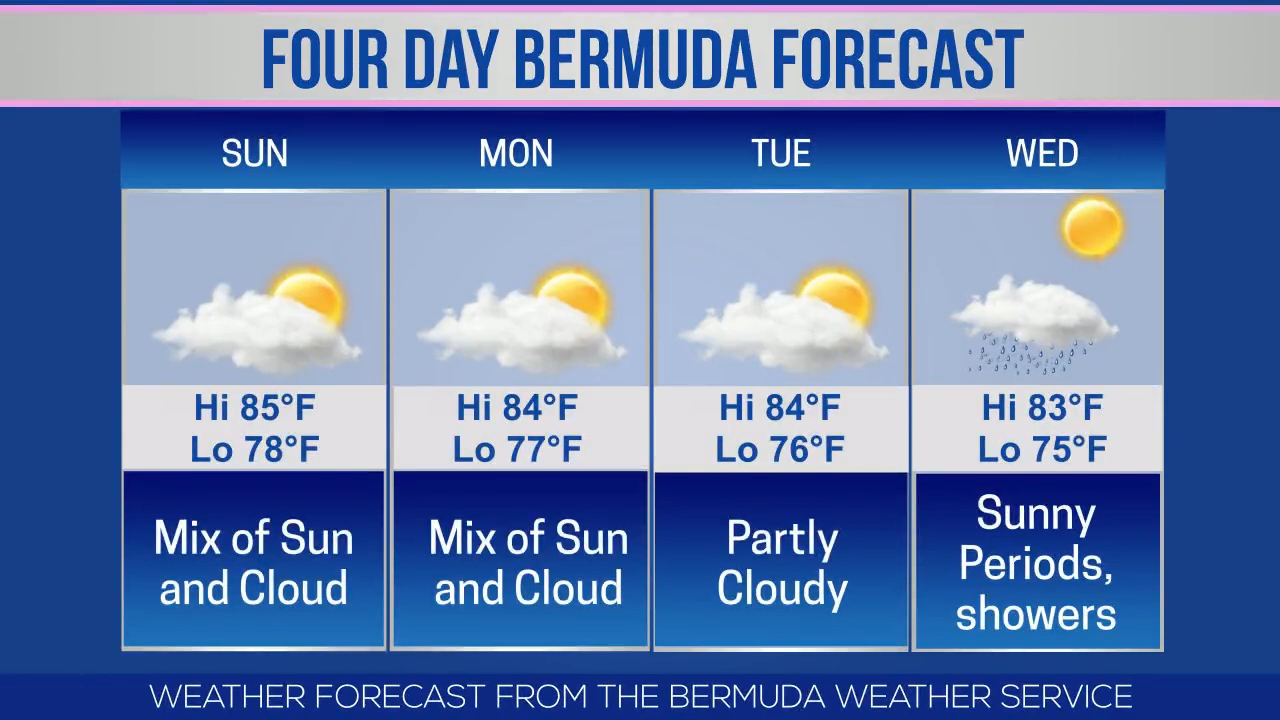 FOUR DAY BERMUDA FORECAST
SUN
MON
TUE
WED
Hi 85°F
Lo 78°F
Hi 84°F
Lo 77°F
Hi 84°F
Lo 76°F
Hi 83°F
Lo 75°F
Mix of Sun
and Cloud
Mix of Sun
and Cloud
Partly
Cloudy
Sunny
Periods,
showers
WEATHER FORECAST FROM THE BERMUDA WEATHER SERVICE